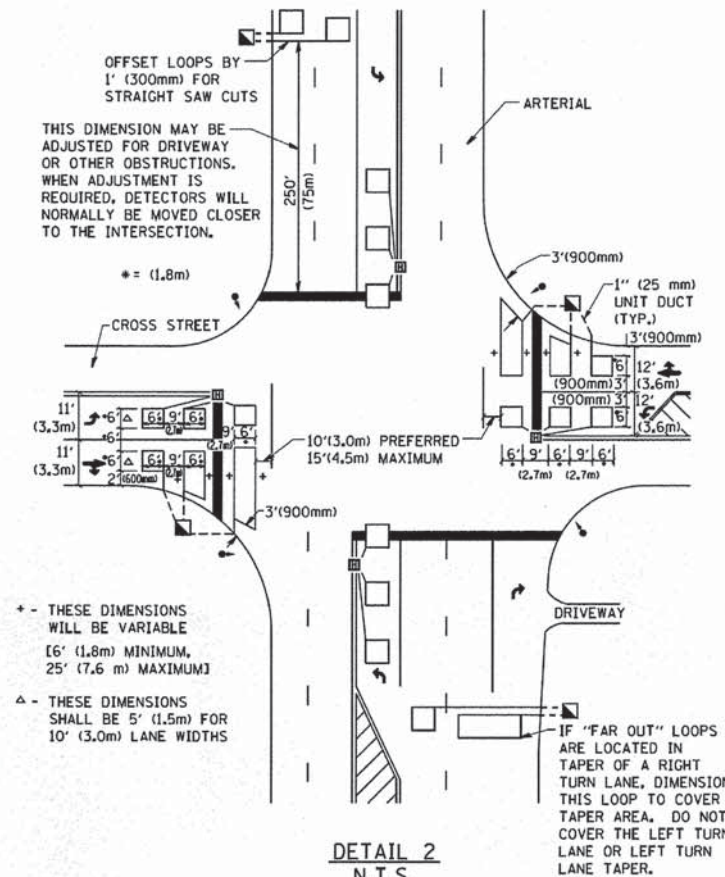 OFFSET LOOPS BY
1' (300mm) FOR
STRAIGHT SAW CUTS
ARTERIAL
THIS DIMENSION MAY BE
ADJUSTED FOR DRIVEWAY
OR OTHER OBSTRUCTIONS.
WHEN ADJUSTMENT IS
REQUIRED, DETECTORS WILL
NORMALLY BE MOVED CLOSER
TO THE INTERSECTION.
250'
(75m)
* = (1.8m)
H
3'(900mm)
1" (25 mm)
UNIT DUCT
(TYP.)
CROSS STREET
3'(900mm)
+
+
+
+
6'
12'
(3.6m)
(900mm) 3'
(900mm) 3'
12'
(3.6m)
6'
H
6' 9' 6' 9' 6'
* * *
(2.7m) (2.7m)
11'
(3.3m)
*6'
△
6' 9' 6'
(2.7m)
H
*6'
9' 6'
(2.7m) *
11'
(3.3m)
*6'
△
6' 9' 6'
(2.7m)
2'
(600mm)
+
+
+
10'(3.0m) PREFERRED
15'(4.5m) MAXIMUM
3'(900mm)
H
+ - THESE DIMENSIONS
WILL BE VARIABLE
[6' (1.8m) MINIMUM,
25' (7.6 m) MAXIMUM]
DRIVEWAY
△ - THESE DIMENSIONS
SHALL BE 5' (1.5m) FOR
10' (3.0m) LANE WIDTHS
IF "FAR OUT" LOOPS
ARE LOCATED IN
TAPER OF A RIGHT
TURN LANE, DIMENSION
THIS LOOP TO COVER
TAPER AREA. DO NOT
COVER THE LEFT TURN
LANE OR LEFT TURN
LANE TAPER.
DETAIL 2
N.T.S.